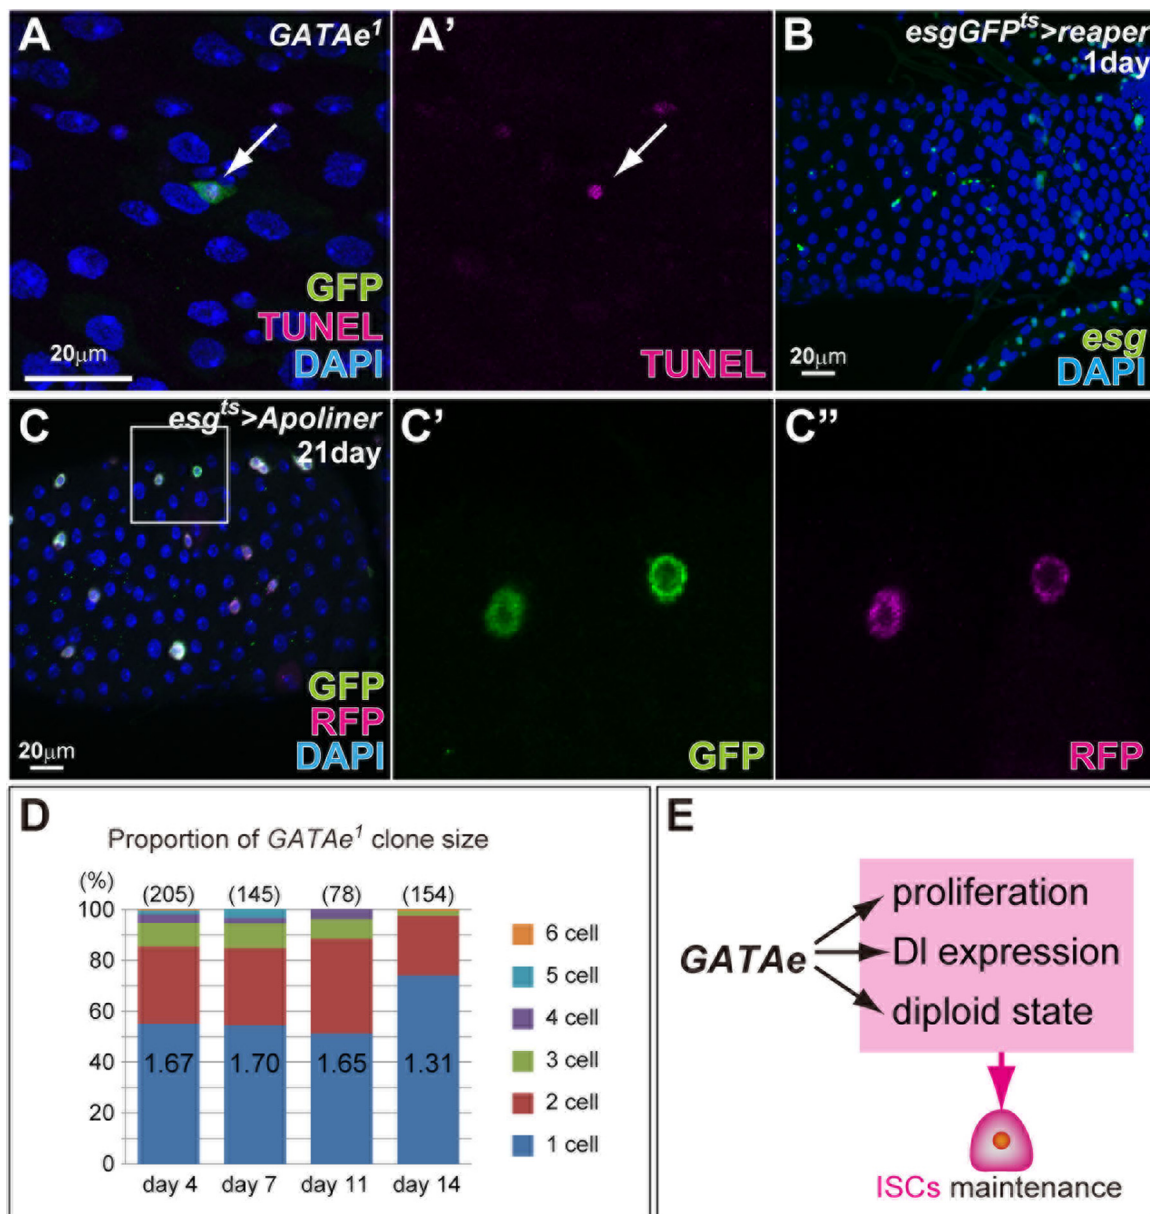 A
GATAe¹
GFP
TUNEL
DAPI
20μm
A'
TUNEL
B
esgGFPᵗˢ>reaper
1day
esg
DAPI
20μm
C
esgᵗˢ>Apoliner
21day
GFP
RFP
DAPI
20μm
C'
GFP
C"
RFP
D
Proportion of GATAe¹ clone size
(%)
(205) (145) (78) (154)
100
80
60
40
20
0
1.67 1.70 1.65 1.31
day 4 day 7 day 11 day 14
6 cell
5 cell
4 cell
3 cell
2 cell
1 cell
E
GATAe
proliferation
Dl expression
diploid state
ISCs maintenance